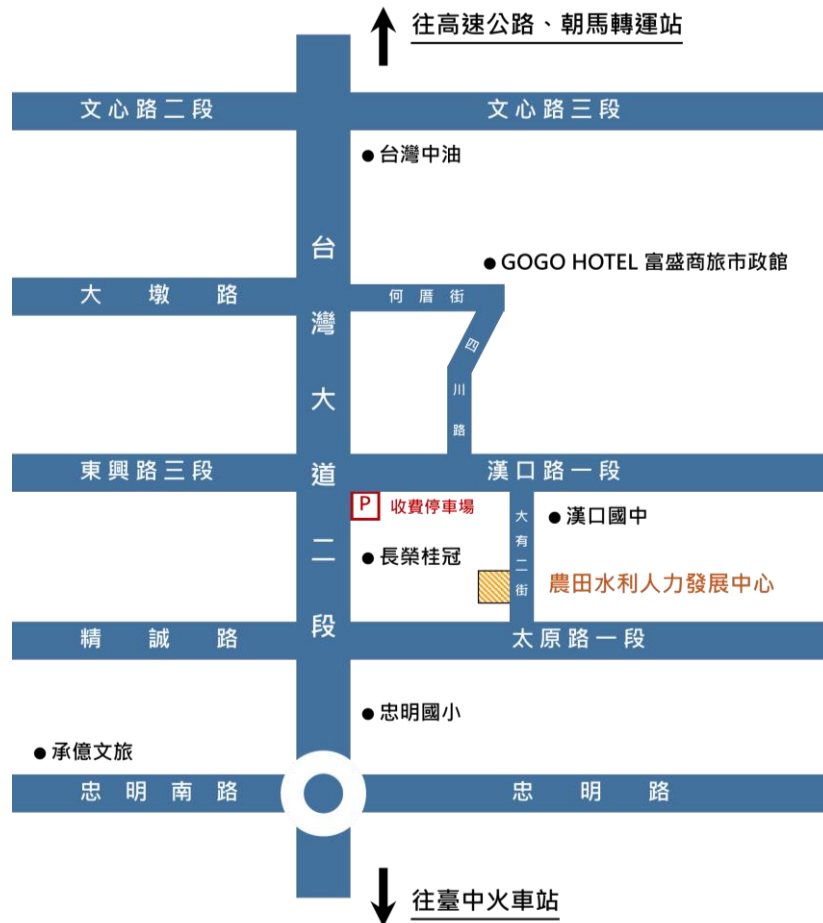 往高速公路、朝馬轉運站
文心路二段
文心路三段
台灣中油
台灣大道二段
GOGO HOTEL 富盛商旅市政館
大墩路
何厝街
四川路
東興路三段
漢口路一段
P 收費停車場
大有二街
漢口國中
長榮桂冠
農田水利人力發展中心
精誠路
太原路一段
忠明國小
承億文旅
忠明南路
忠明路
往臺中火車站